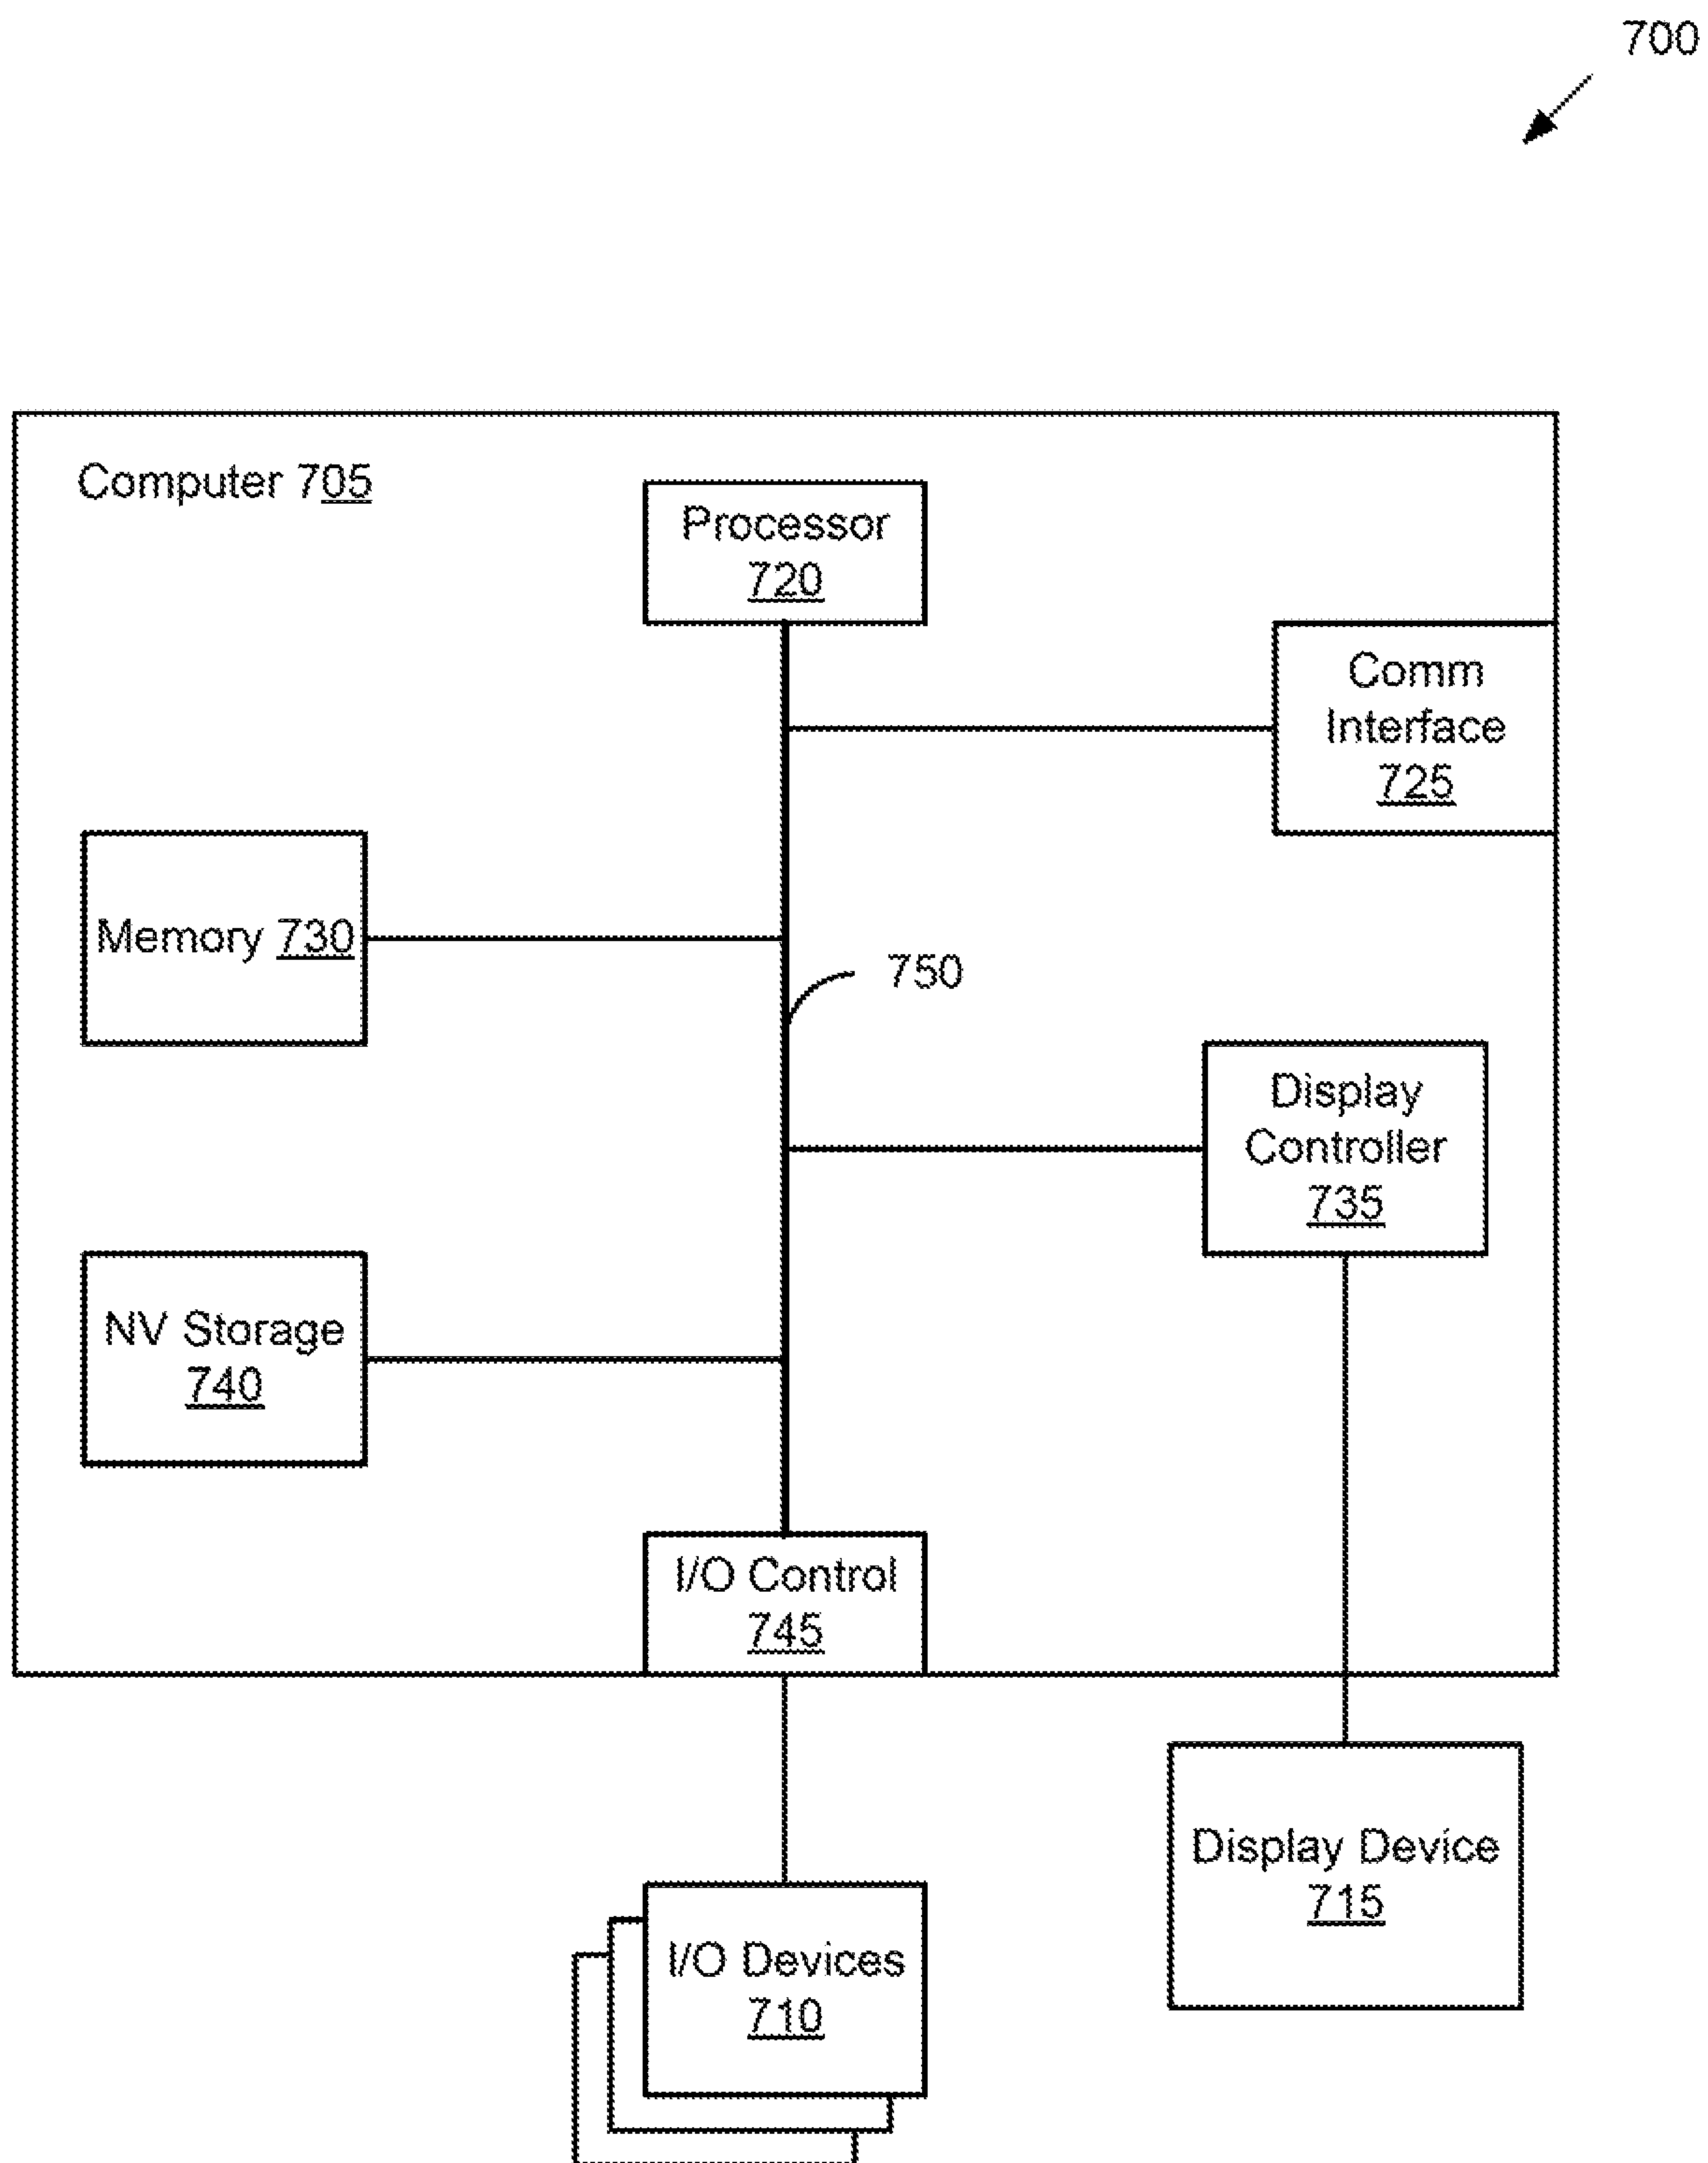 700
Computer 705
Processor
720
Comm
Interface
725
Memory 730
750
Display
Controller
735
NV Storage
740
I/O Control
745
Display Device
715
I/O Devices
710